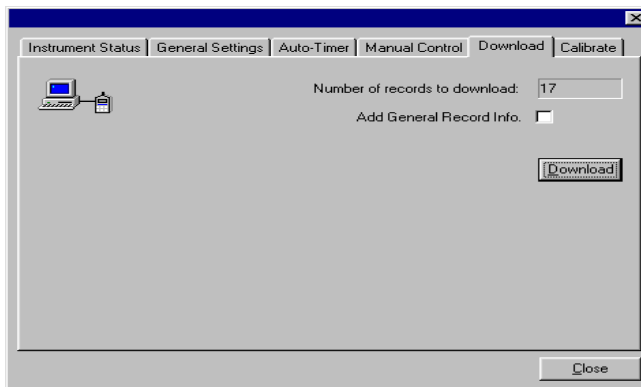 Instrument Status General Settings Auto-Timer Manual Control Download Calibrate
Number of records to download: 17
Add General Record Info.
Download
Close